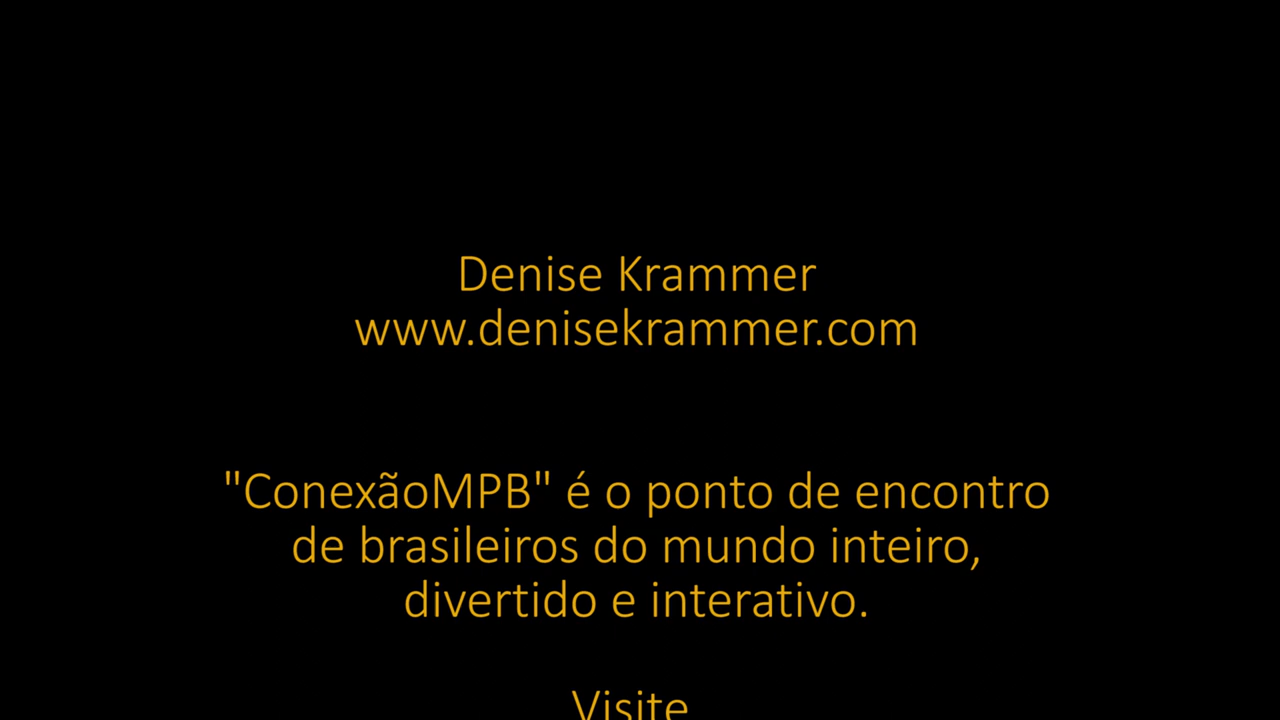 Denise Krammer
www.denisekrammer.com
"ConexãoMPB" é o ponto de encontro
de brasileiros do mundo inteiro,
divertido e interativo.
Visite